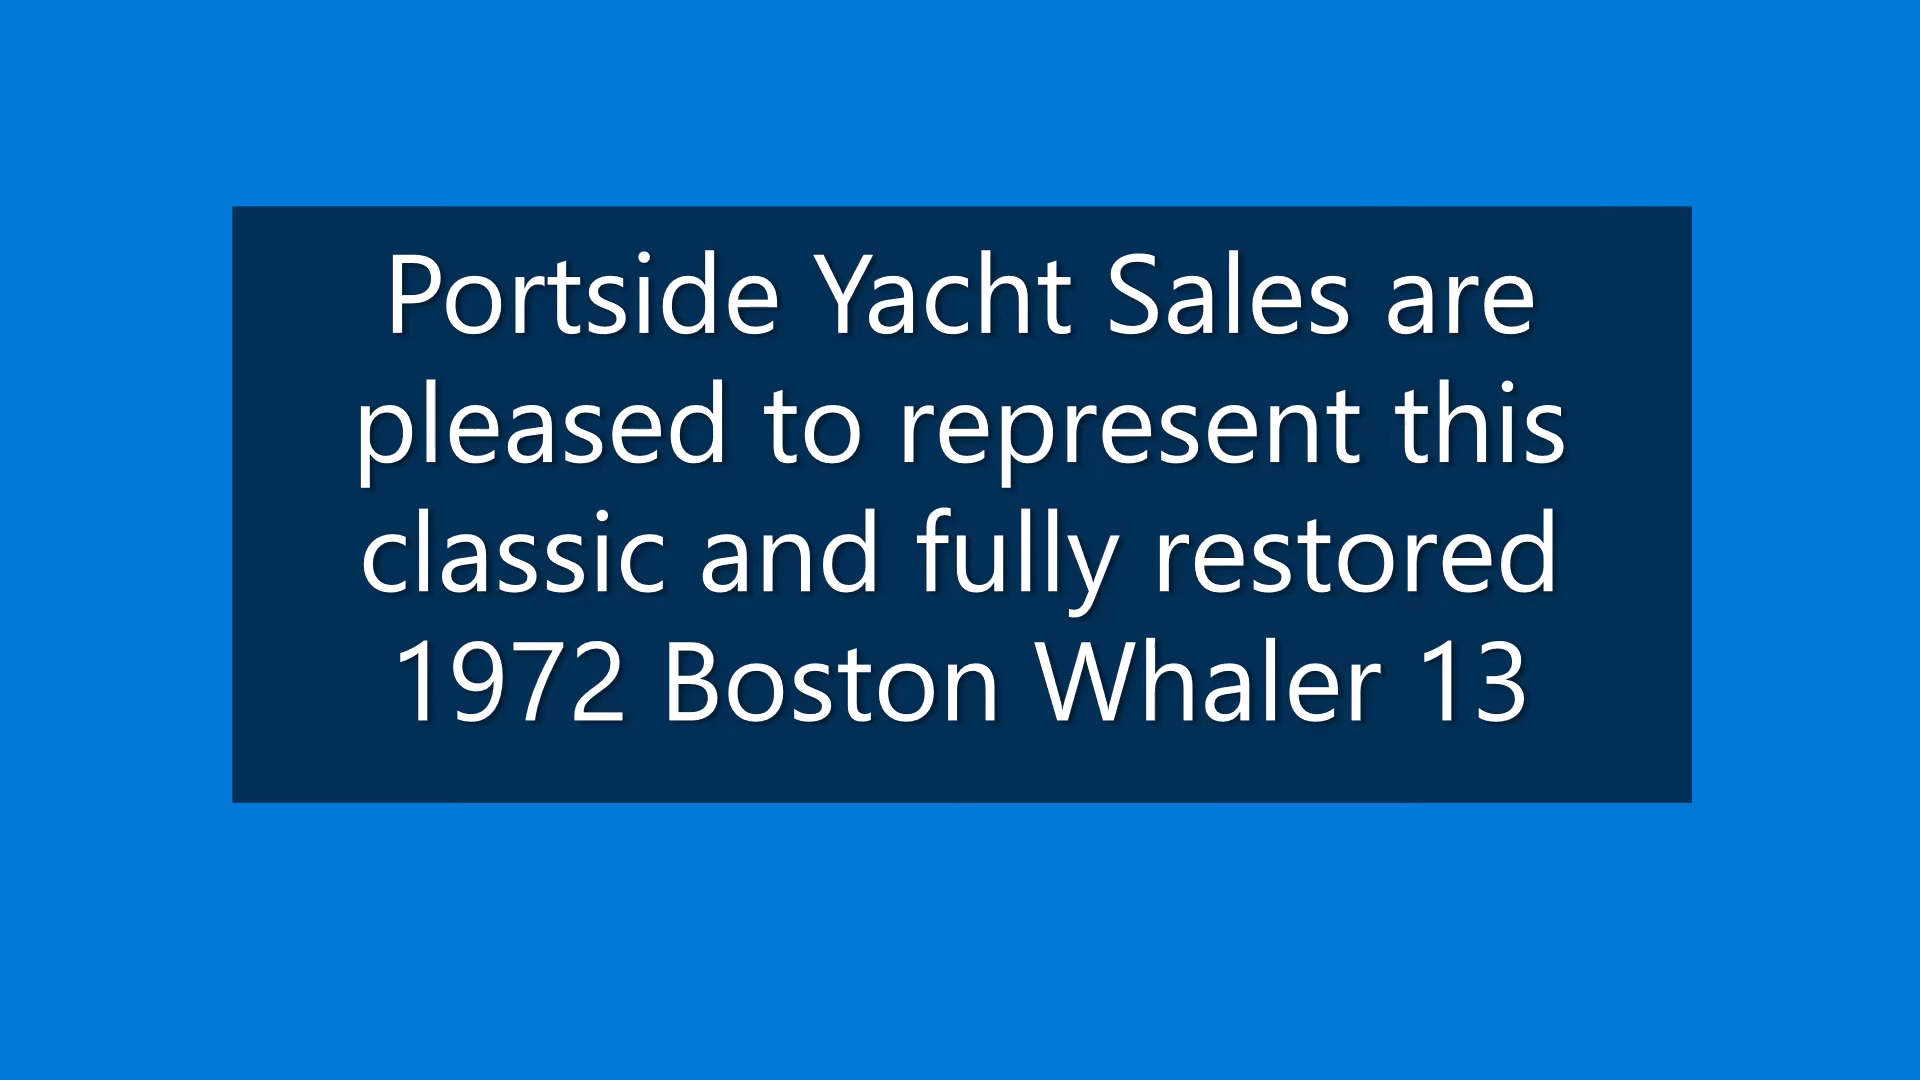 Portside Yacht Sales are
pleased to represent this
classic and fully restored
1972 Boston Whaler 13